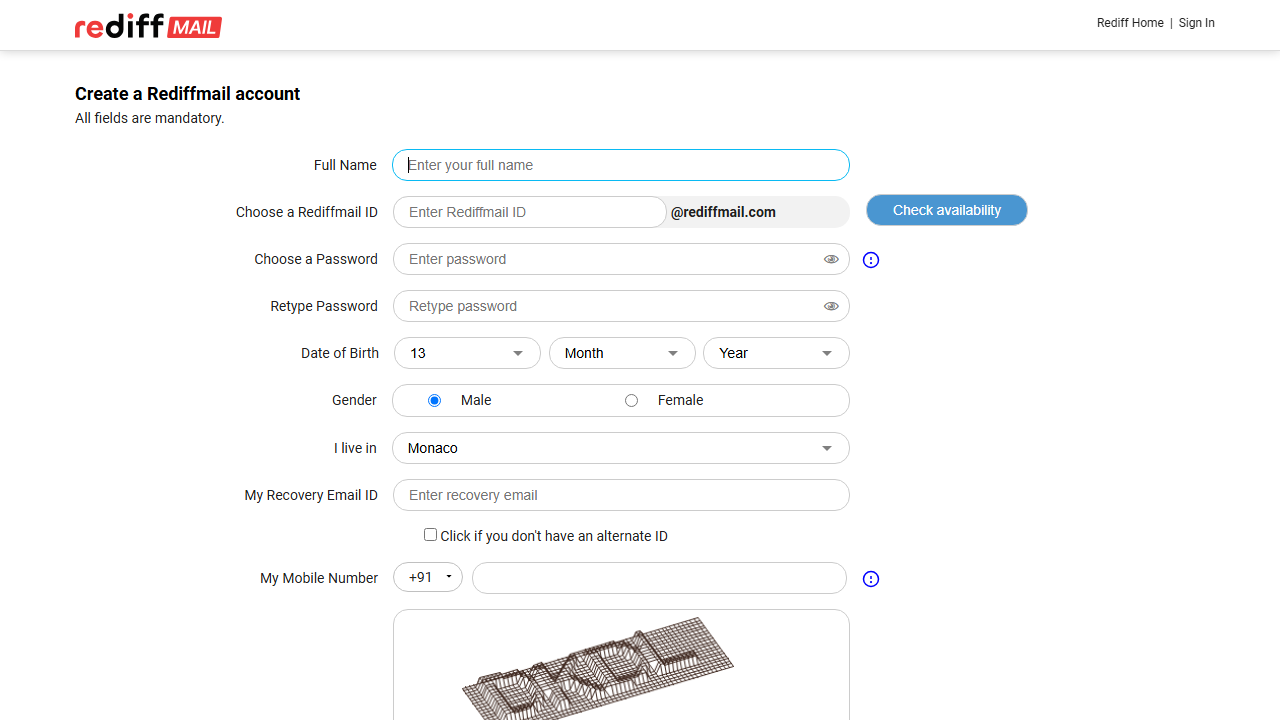 rediff MAIL
Rediff Home | Sign In
Create a Rediffmail account
All fields are mandatory.
Full Name Enter your full name
Choose a Rediffmail ID Enter Rediffmail ID @rediffmail.com Check availability
Choose a Password Enter password
Retype Password Retype password
Date of Birth 13 Month Year
Gender Male Female
I live in Monaco
My Recovery Email ID Enter recovery email
Click if you don't have an alternate ID
My Mobile Number +91